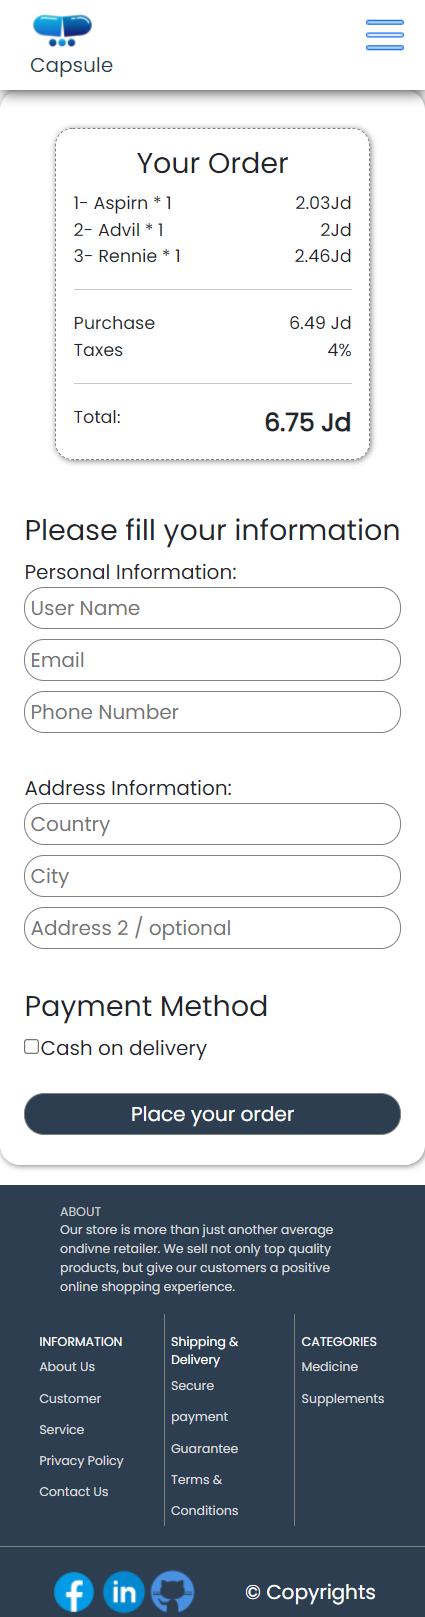 Capsule
Your Order
1- Aspirn * 1 2.03Jd
2- Advil * 1 2Jd
3- Rennie * 1 2.46Jd
Purchase 6.49 Jd
Taxes 4%
Total: 6.75 Jd
Please fill your information
Personal Information:
User Name
Email
Phone Number
Address Information:
Country
City
Address 2 / optional
Payment Method
Cash on delivery
Place your order
ABOUT
Our store is more than just another average
ondivne retailer. We sell not only top quality
products, but give our customers a positive
online shopping experience.
INFORMATION
About Us
Customer
Service
Privacy Policy
Contact Us
Shipping &
Delivery
Secure
payment
Guarantee
Terms &
Conditions
CATEGORIES
Medicine
Supplements
© Copyrights